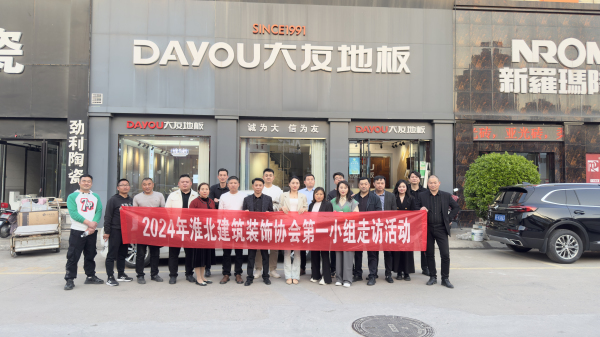 SINCE1991
DAYOU大友地板
NROM
新羅瑪陶
DAYOU大友地板
誠为大 信为友
DAYOU大友地板
瓷
劲利陶瓷
2024年淮北建筑装饰协会第一小组走访活动